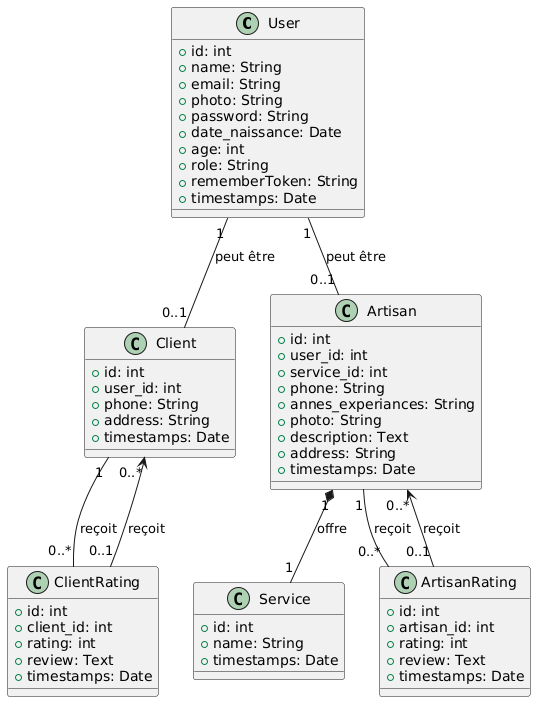 C User
id: int
name: String
email: String
photo: String
password: String
date_naissance: Date
age: int
role: String
rememberToken: String
timestamps: Date
1
1
peut être
peut être
0..1
0..1
C Client
id: int
user_id: int
phone: String
address: String
timestamps: Date
C Artisan
id: int
user_id: int
service_id: int
phone: String
annes_experiances: String
photo: String
description: Text
address: String
timestamps: Date
1
0..*
reçoit
reçoit
0..*
0..1
1
offre
1
1
0..*
reçoit
reçoit
0..*
0..1
C ClientRating
id: int
client_id: int
rating: int
review: Text
timestamps: Date
C Service
id: int
name: String
timestamps: Date
C ArtisanRating
id: int
artisan_id: int
rating: int
review: Text
timestamps: Date